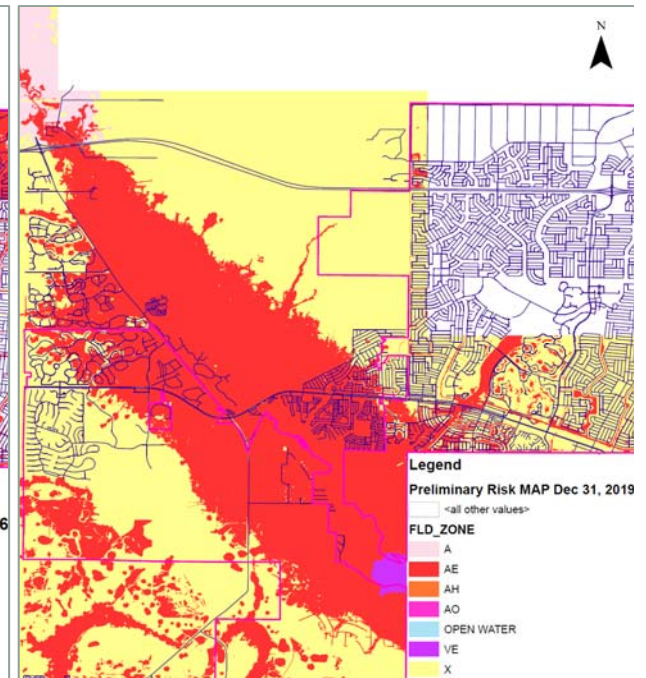 N
6
Legend
Preliminary Risk MAP Dec 31, 2019
<all other values>
FLD_ZONE
A
AE
AH
AO
OPEN WATER
VE
X